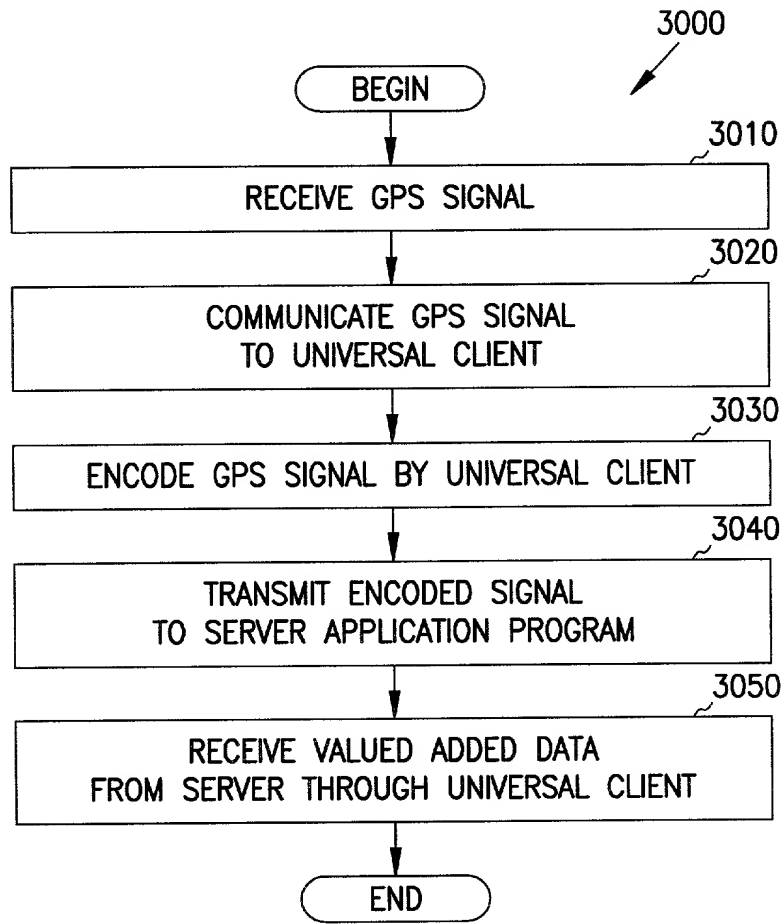 3000
BEGIN
3010
RECEIVE GPS SIGNAL
3020
COMMUNICATE GPS SIGNAL
TO UNIVERSAL CLIENT
3030
ENCODE GPS SIGNAL BY UNIVERSAL CLIENT
3040
TRANSMIT ENCODED SIGNAL
TO SERVER APPLICATION PROGRAM
3050
RECEIVE VALUED ADDED DATA
FROM SERVER THROUGH UNIVERSAL CLIENT
END